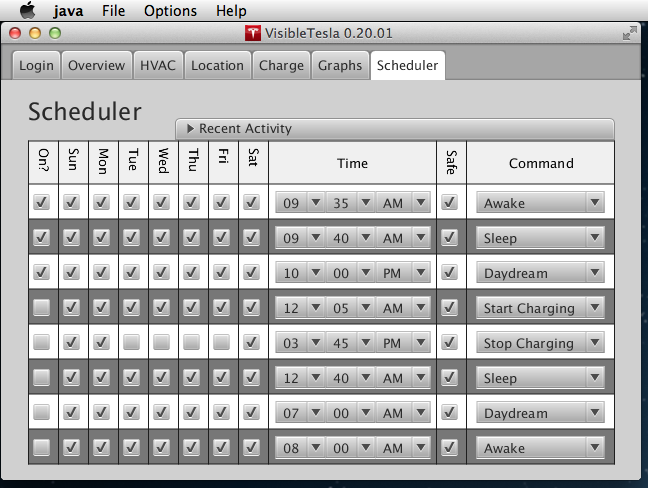 java File Options Help
VisibleTesla 0.20.01
Login Overview HVAC Location Charge Graphs Scheduler
Scheduler
Recent Activity
On? Sun Mon Tue Wed Thu Fri Sat Time Safe Command
09 35 AM Awake
09 40 AM Sleep
10 00 PM Daydream
12 05 AM Start Charging
03 45 PM Stop Charging
12 40 AM Sleep
07 00 AM Daydream
08 00 AM Awake